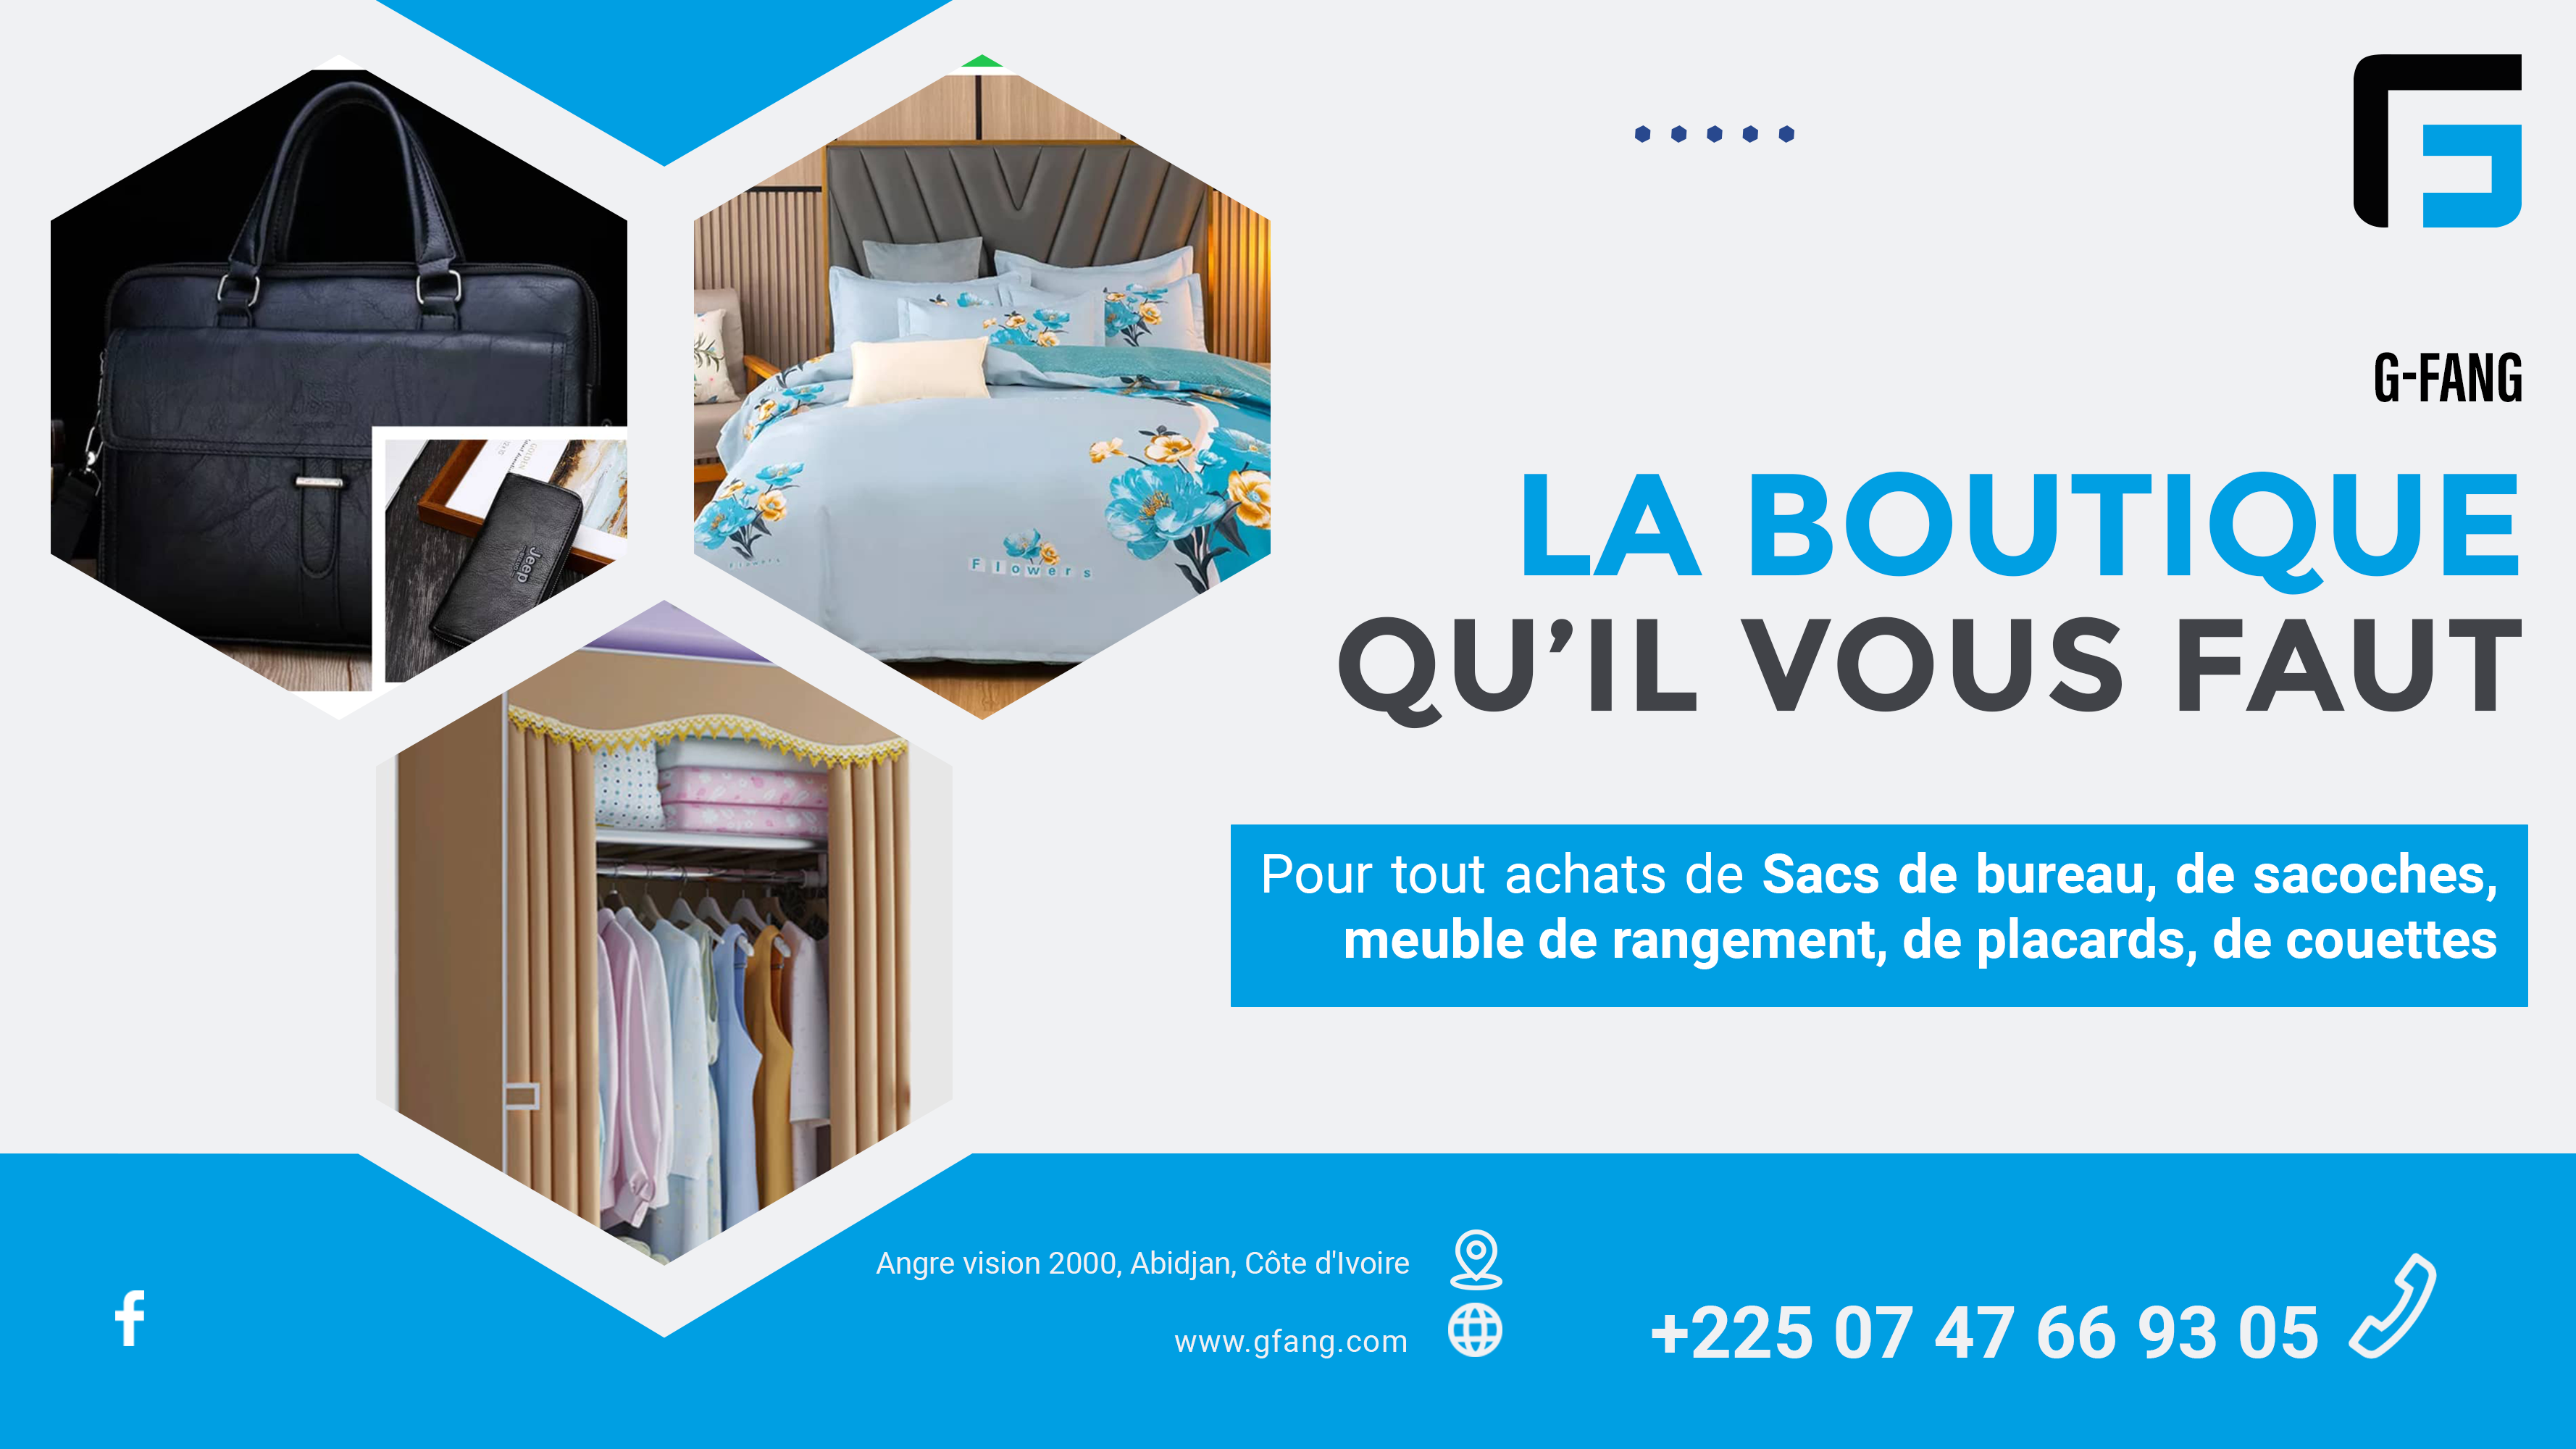 G-FANG
LA BOUTIQUE
QU'IL VOUS FAUT
Pour tout achats de Sacs de bureau, de sacoches,
meuble de rangement, de placards, de couettes
Jeep
Flowers
Angre vision 2000, Abidjan, Côte d'Ivoire
www.gfang.com
+225 07 47 66 93 05